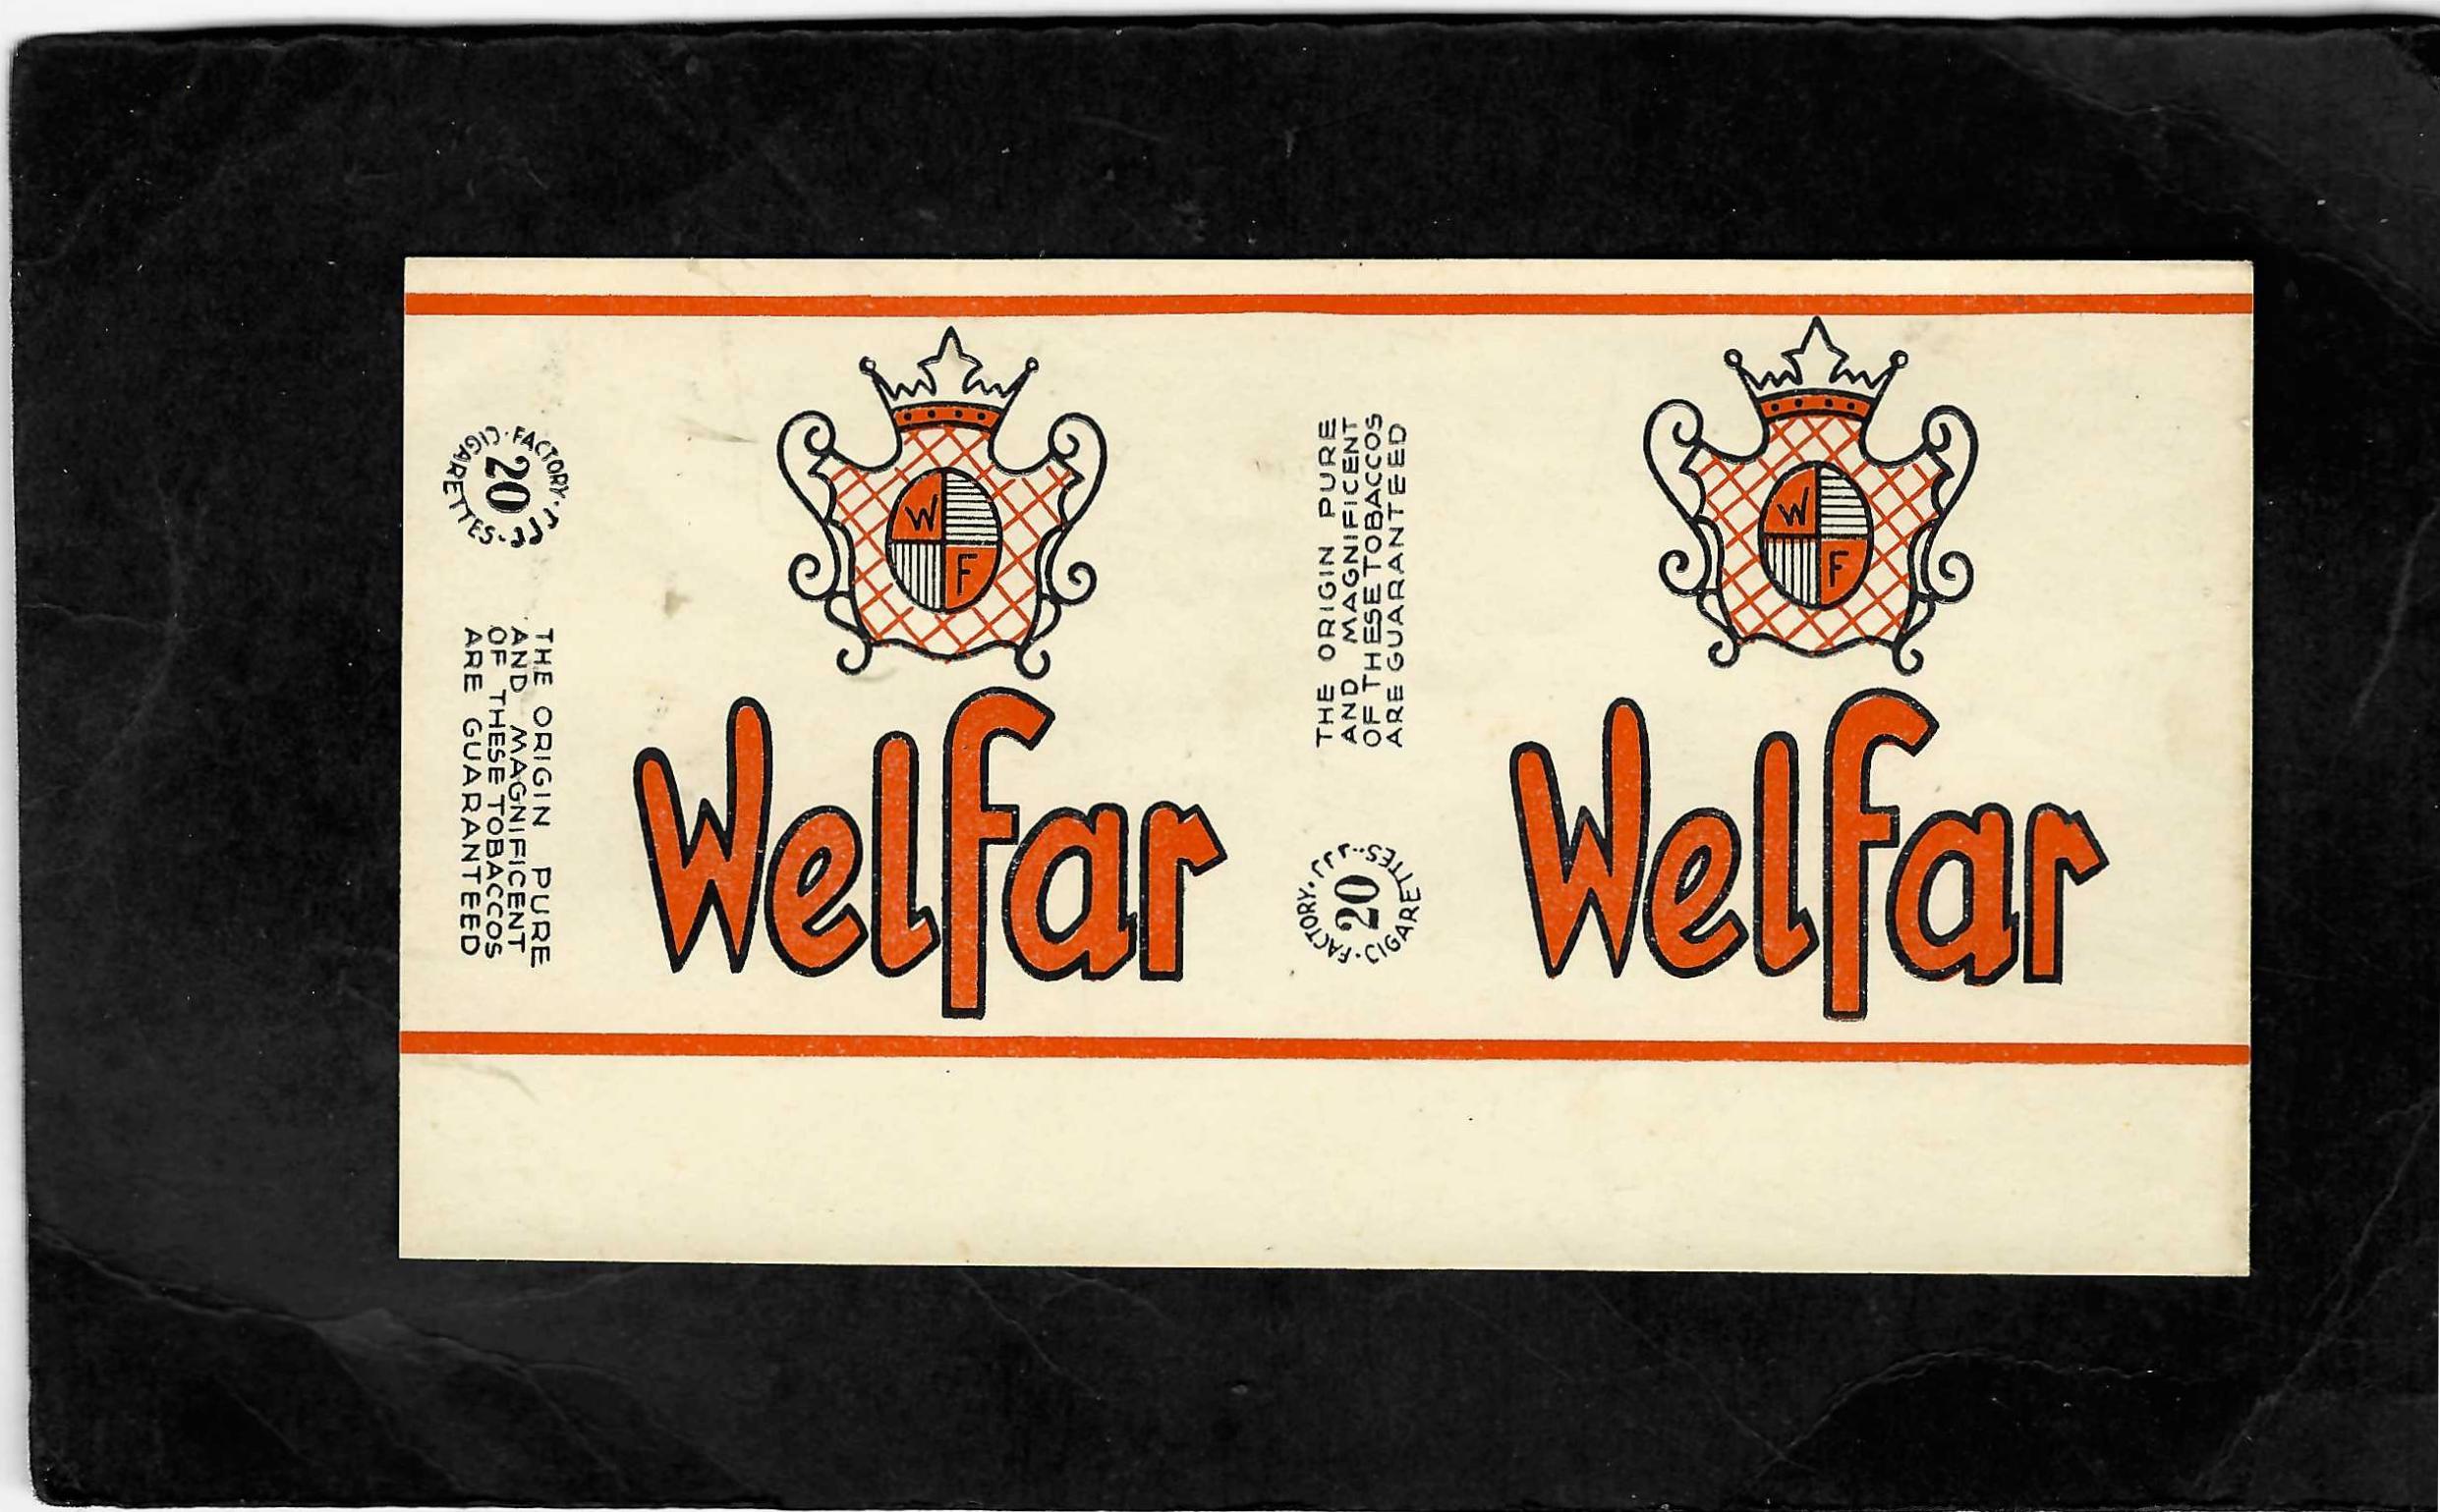 CIGARETTES · FACTORY ·
20
THE ORIGIN PURE
AND MAGNIFICENT
OF THESE TOBACCOS
ARE GUARANTEED
W
F
Welfar
THE ORIGIN PURE
AND MAGNIFICENT
OF THESE TOBACCOS
ARE GUARANTEED
FACTORY · CIGARETTES
20
W
F
Welfar